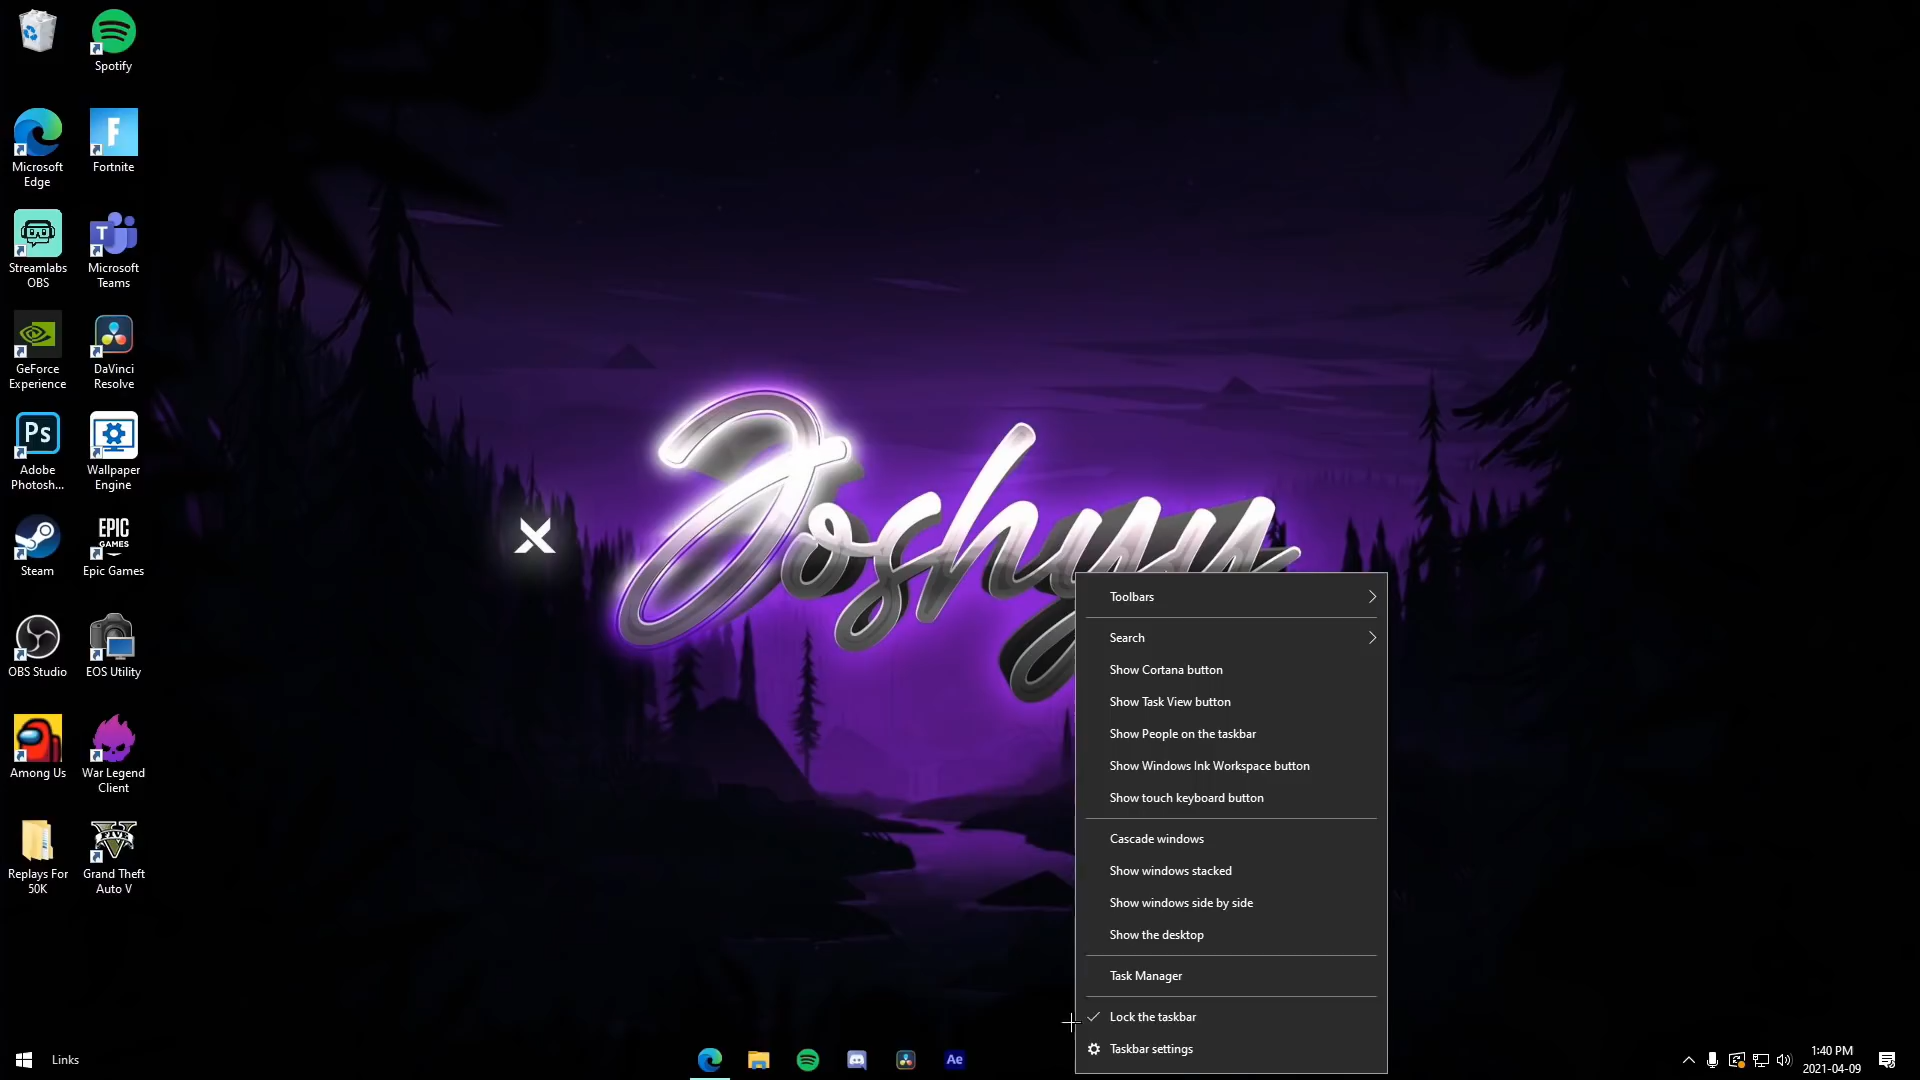 Spotify
Microsoft
Edge
Fortnite
Streamlabs
OBS
Microsoft
Teams
GeForce
Experience
DaVinci
Resolve
Ps
Adobe
Photosh...
Wallpaper
Engine
Steam
EPIC
GAMES
Epic Games
OBS Studio
EOS Utility
Among Us
War Legend
Client
Replays For
50K
FIVE
Grand Theft
Auto V
Joshyy
Toolbars
Search
Show Cortana button
Show Task View button
Show People on the taskbar
Show Windows Ink Workspace button
Show touch keyboard button
Cascade windows
Show windows stacked
Show windows side by side
Show the desktop
Task Manager
Lock the taskbar
Taskbar settings
Links
Ae
1:40 PM
2021-04-09